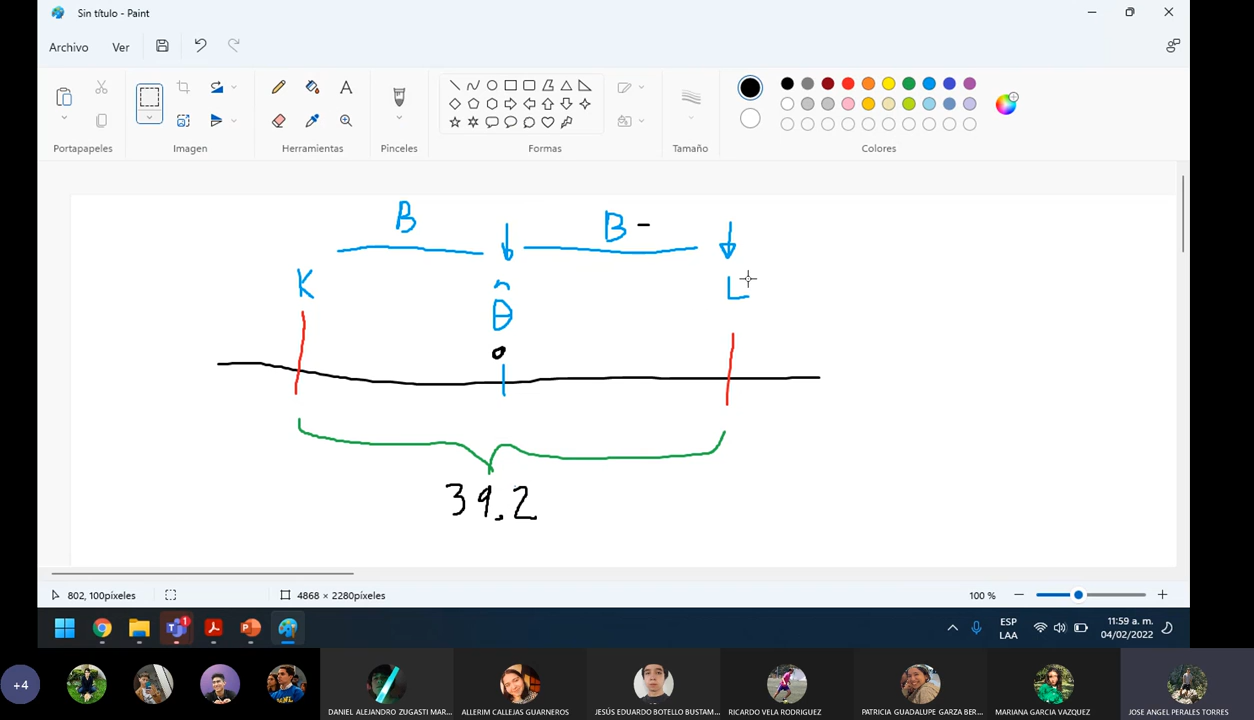 Sin título - Paint
Archivo Ver
Portapapeles Imagen Herramientas Pinceles Formas Tamaño Colores
B B -
K θ̂ L
39.2
802, 100píxeles 4868 × 2280píxeles 100 %
1
ESP
LAA
11:59 a. m.
04/02/2022
+4
DANIEL ALEJANDRO ZUGASTI MAR... ALLERIM CALLEJAS GUARNEROS JESÚS EDUARDO BOTELLO BUSTAM... RICARDO VELA RODRIGUEZ PATRICIA GUADALUPE GARZA BER... MARIANA GARCIA VAZQUEZ JOSE ANGEL PERALES TORRES